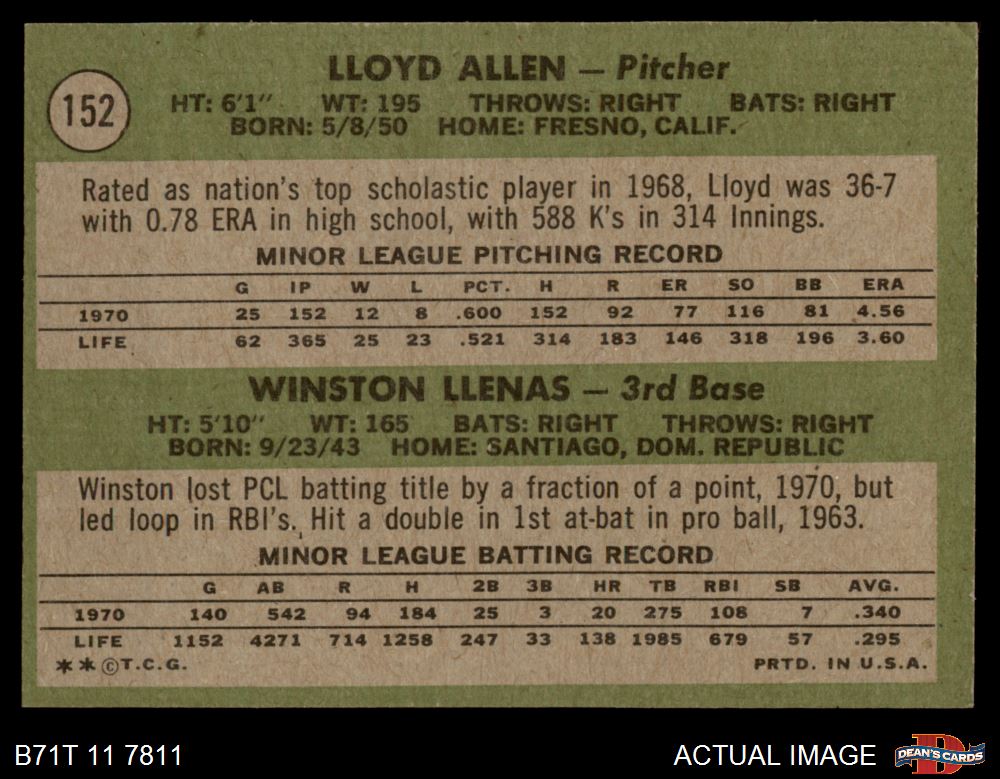 152
LLOYD ALLEN — Pitcher
HT: 6'1" WT: 195 THROWS: RIGHT BATS: RIGHT
BORN: 5/8/50 HOME: FRESNO, CALIF.
Rated as nation's top scholastic player in 1968, Lloyd was 36-7
with 0.78 ERA in high school, with 588 K's in 314 Innings.
MINOR LEAGUE PITCHING RECORD
G IP W L PCT. H R ER SO BB ERA
1970 25 152 12 8 .600 152 92 77 116 81 4.56
LIFE 62 365 25 23 .521 314 183 146 318 196 3.60
WINSTON LLENAS — 3rd Base
HT: 5'10" WT: 165 BATS: RIGHT THROWS: RIGHT
BORN: 9/23/43 HOME: SANTIAGO, DOM. REPUBLIC
Winston lost PCL batting title by a fraction of a point, 1970, but
led loop in RBI's. Hit a double in 1st at-bat in pro ball, 1963.
MINOR LEAGUE BATTING RECORD
G AB R H 2B 3B HR TB RBI SB AVG.
1970 140 542 94 184 25 3 20 275 108 7 .340
LIFE 1152 4271 714 1258 247 33 138 1985 679 57 .295
**©T.C.G. PRTD. IN U.S.A.
B71T 11 7811 ACTUAL IMAGE DEAN'S CARDS